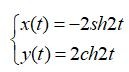 x(t) = −2sh2t
y(t) = 2ch2t